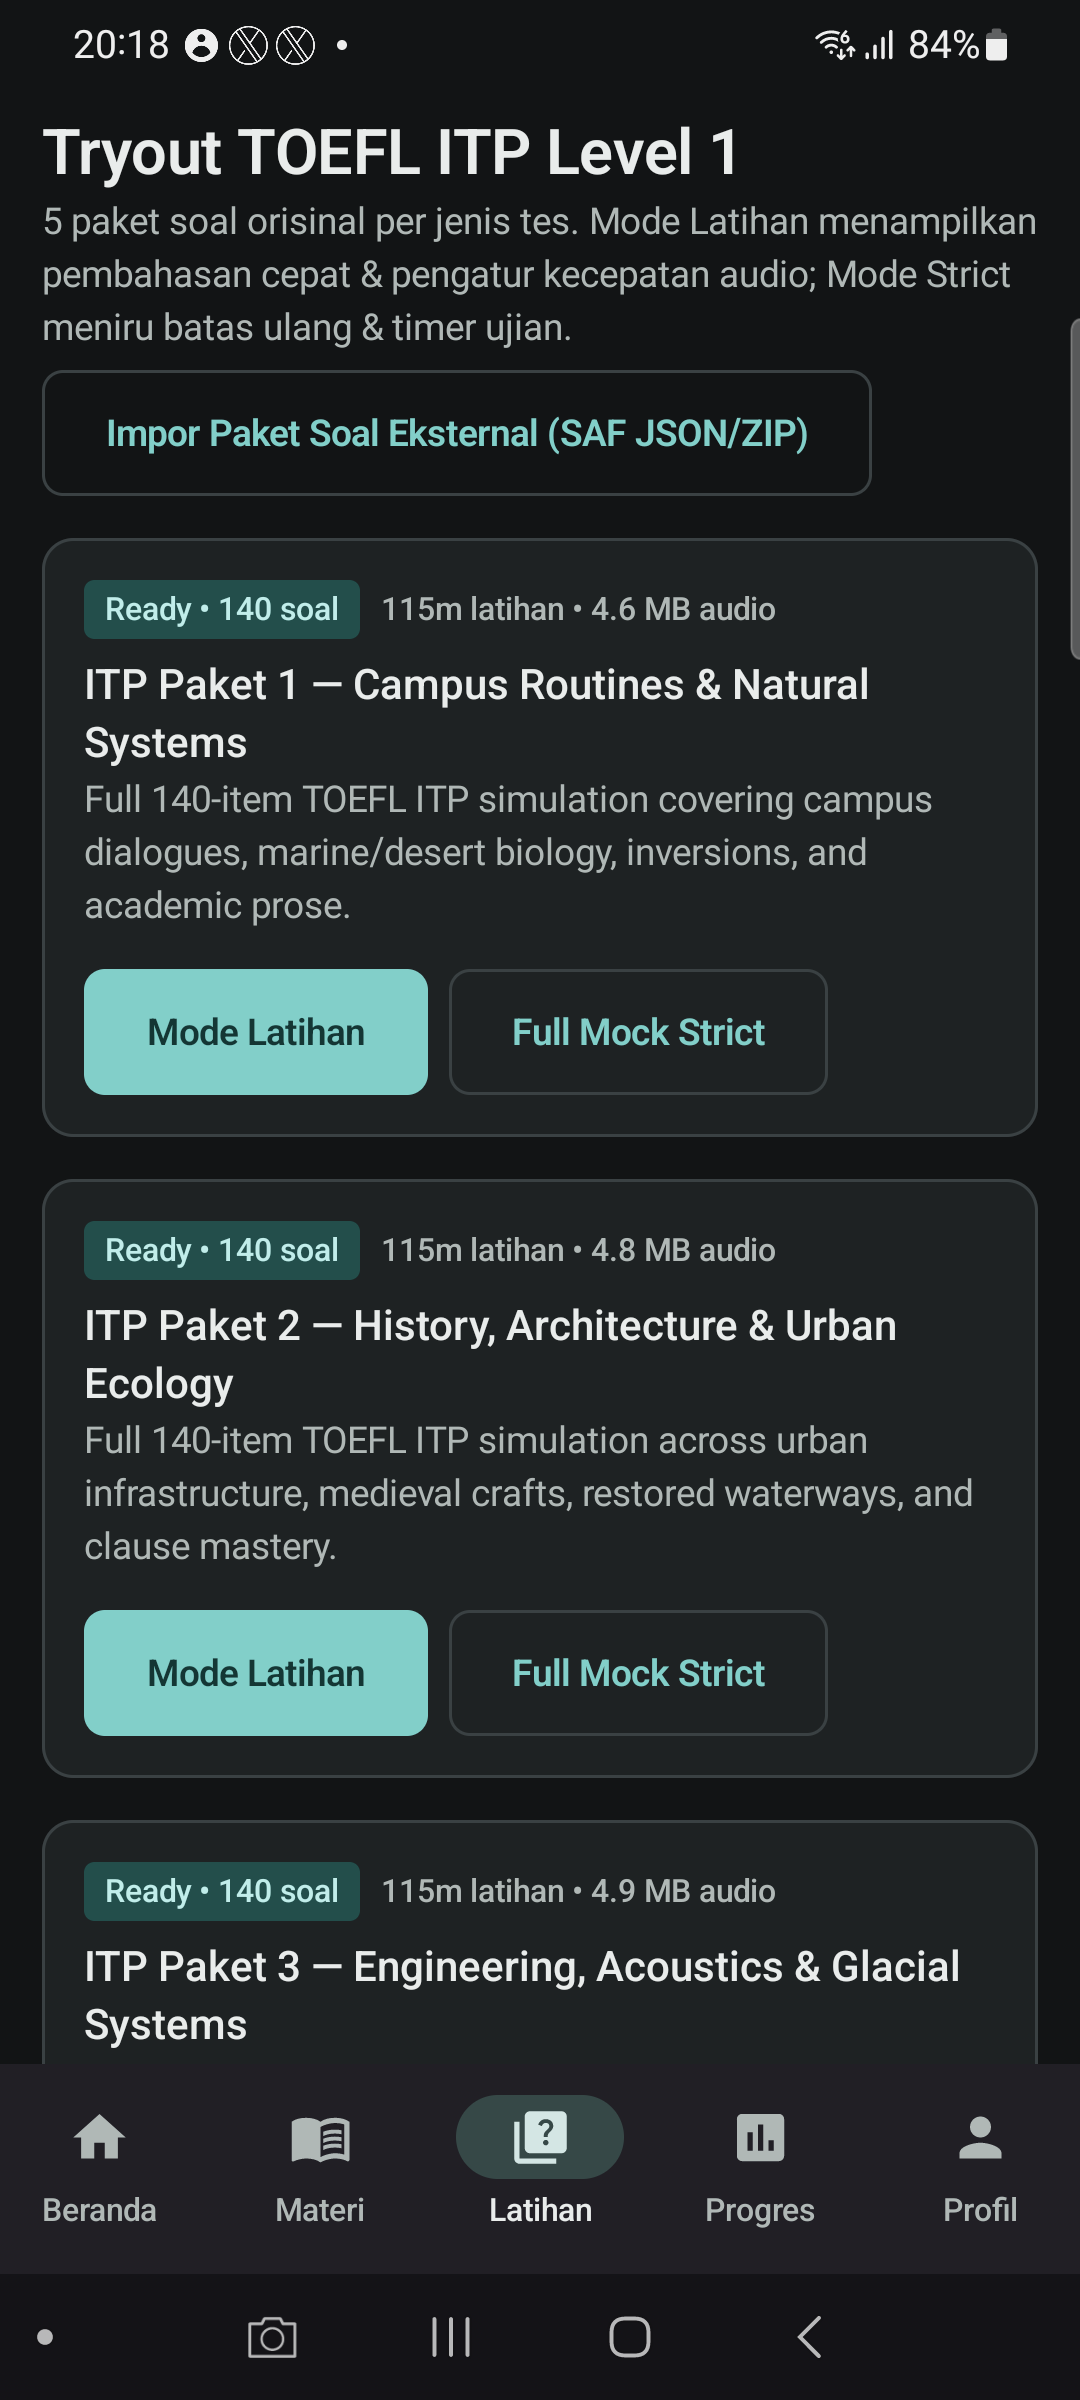 20:18
84%
Tryout TOEFL ITP Level 1
5 paket soal orisinal per jenis tes. Mode Latihan menampilkan
pembahasan cepat & pengatur kecepatan audio; Mode Strict
meniru batas ulang & timer ujian.
Impor Paket Soal Eksternal (SAF JSON/ZIP)
Ready • 140 soal 115m latihan • 4.6 MB audio
ITP Paket 1 — Campus Routines & Natural
Systems
Full 140-item TOEFL ITP simulation covering campus
dialogues, marine/desert biology, inversions, and
academic prose.
Mode Latihan Full Mock Strict
Ready • 140 soal 115m latihan • 4.8 MB audio
ITP Paket 2 — History, Architecture & Urban
Ecology
Full 140-item TOEFL ITP simulation across urban
infrastructure, medieval crafts, restored waterways, and
clause mastery.
Mode Latihan Full Mock Strict
Ready • 140 soal 115m latihan • 4.9 MB audio
ITP Paket 3 — Engineering, Acoustics & Glacial
Systems
Beranda Materi Latihan Progres Profil